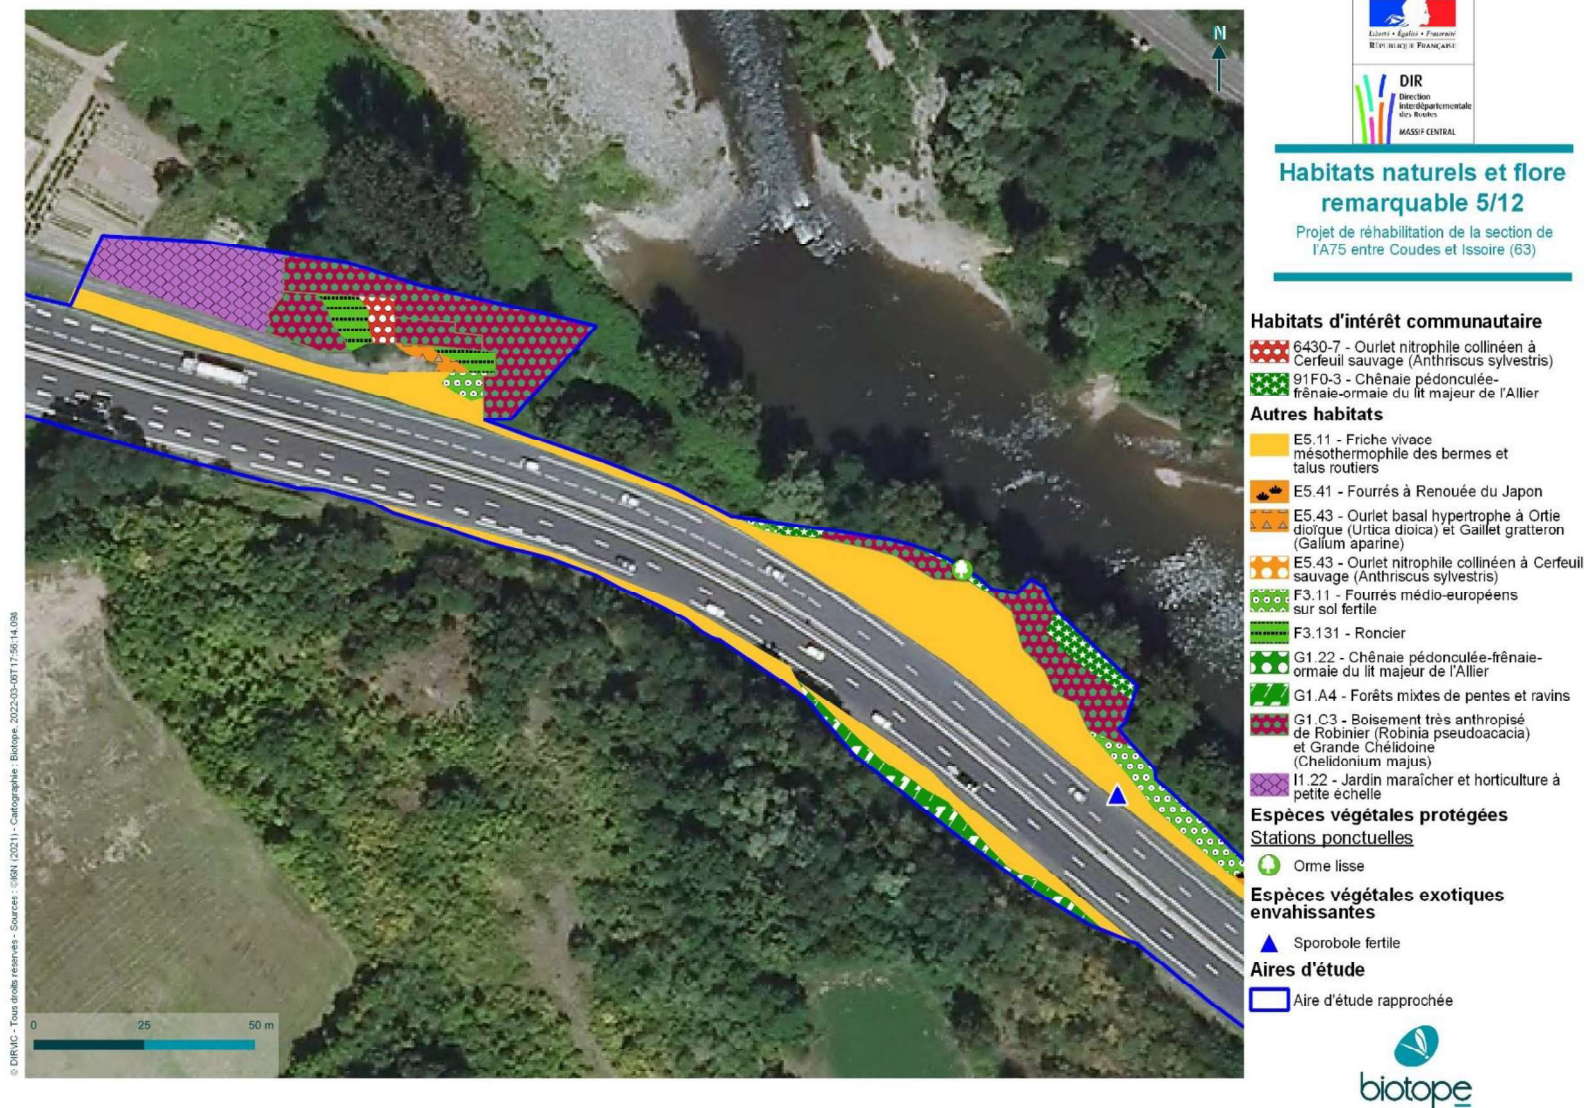 N
Liberté • Égalité • Fraternité
RÉPUBLIQUE FRANÇAISE
DIR
Direction
interdépartementale
des Routes
MASSIF CENTRAL
Habitats naturels et flore
remarquable 5/12
Projet de réhabilitation de la section de
l'A75 entre Coudes et Issoire (63)
Habitats d'intérêt communautaire
6430-7 - Ourlet nitrophile collinéen à
Cerfeuil sauvage (Anthriscus sylvestris)
91F0-3 - Chênaie pédonculée-
frênaie-ormaie du lit majeur de l'Allier
Autres habitats
E5.11 - Friche vivace
mésothermophile des bermes et
talus routiers
E5.41 - Fourrés à Renouée du Japon
E5.43 - Ourlet basal hypertrophe à Ortie
dioïque (Urtica dioica) et Gaillet gratteron
(Galium aparine)
E5.43 - Ourlet nitrophile collinéen à Cerfeuil
sauvage (Anthriscus sylvestris)
F3.11 - Fourrés médio-européens
sur sol fertile
F3.131 - Roncier
G1.22 - Chênaie pédonculée-frênaie-
ormaie du lit majeur de l'Allier
G1.A4 - Forêts mixtes de pentes et ravins
G1.C3 - Boisement très anthropisé
de Robinier (Robinia pseudoacacia)
et Grande Chélidoine
(Chelidonium majus)
I1.22 - Jardin maraîcher et horticulture à
petite échelle
Espèces végétales protégées
Stations ponctuelles
Orme lisse
Espèces végétales exotiques
envahissantes
Sporobole fertile
Aires d'étude
Aire d'étude rapprochée
biotope
0 25 50 m
© DIRMC - Tous droits réservés - Sources : ©IGN (2021) - Cartographie : Biotope, 2022-03-06T17:56:14.098